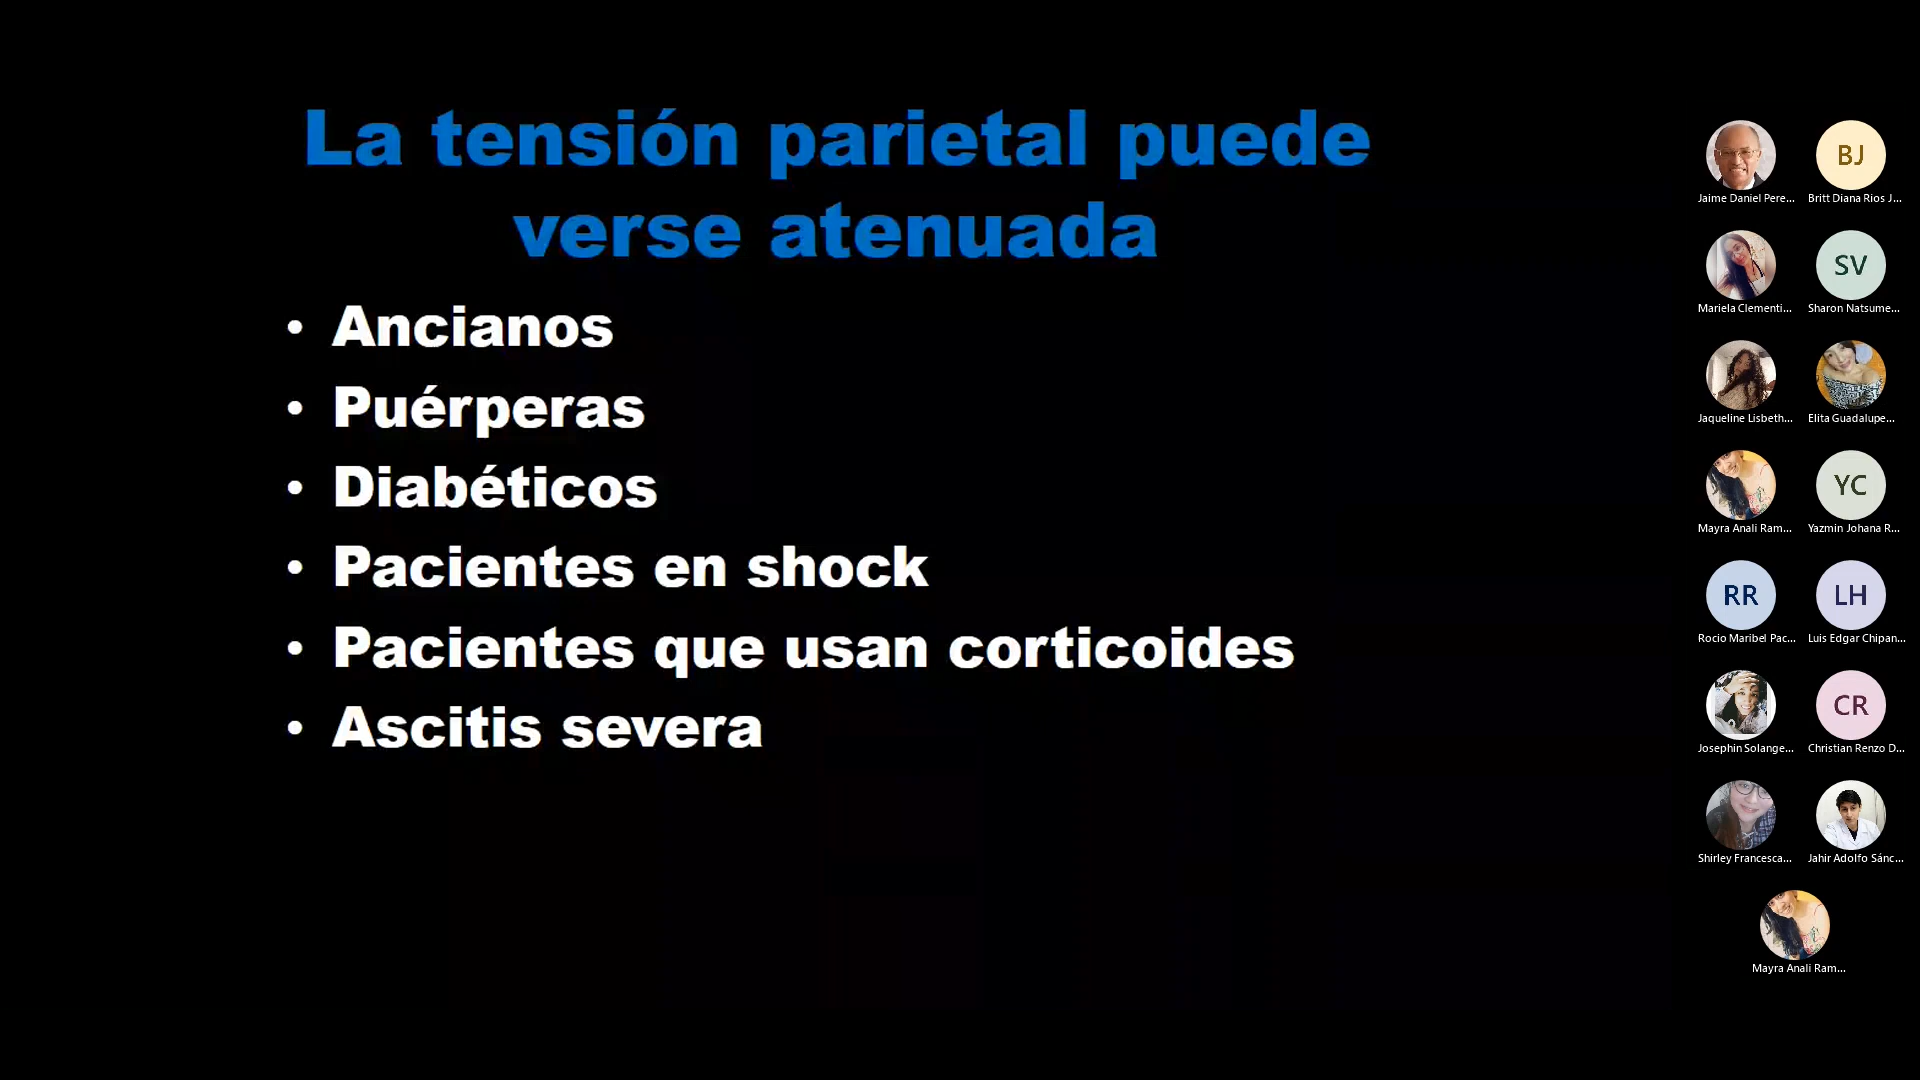 La tensión parietal puede
verse atenuada
• Ancianos
• Puérperas
• Diabéticos
• Pacientes en shock
• Pacientes que usan corticoides
• Ascitis severa
Jaime Daniel Pere...
BJ
Britt Diana Rios J...
Mariela Clementi...
SV
Sharon Natsume...
Jaqueline Lisbeth...
Elita Guadalupe...
Mayra Anali Ram...
YC
Yazmin Johana R...
RR
Rocio Maribel Pac...
LH
Luis Edgar Chipan...
Josephin Solange...
CR
Christian Renzo D...
Shirley Francesca...
Jahir Adolfo Sánc...
Mayra Anali Ram...